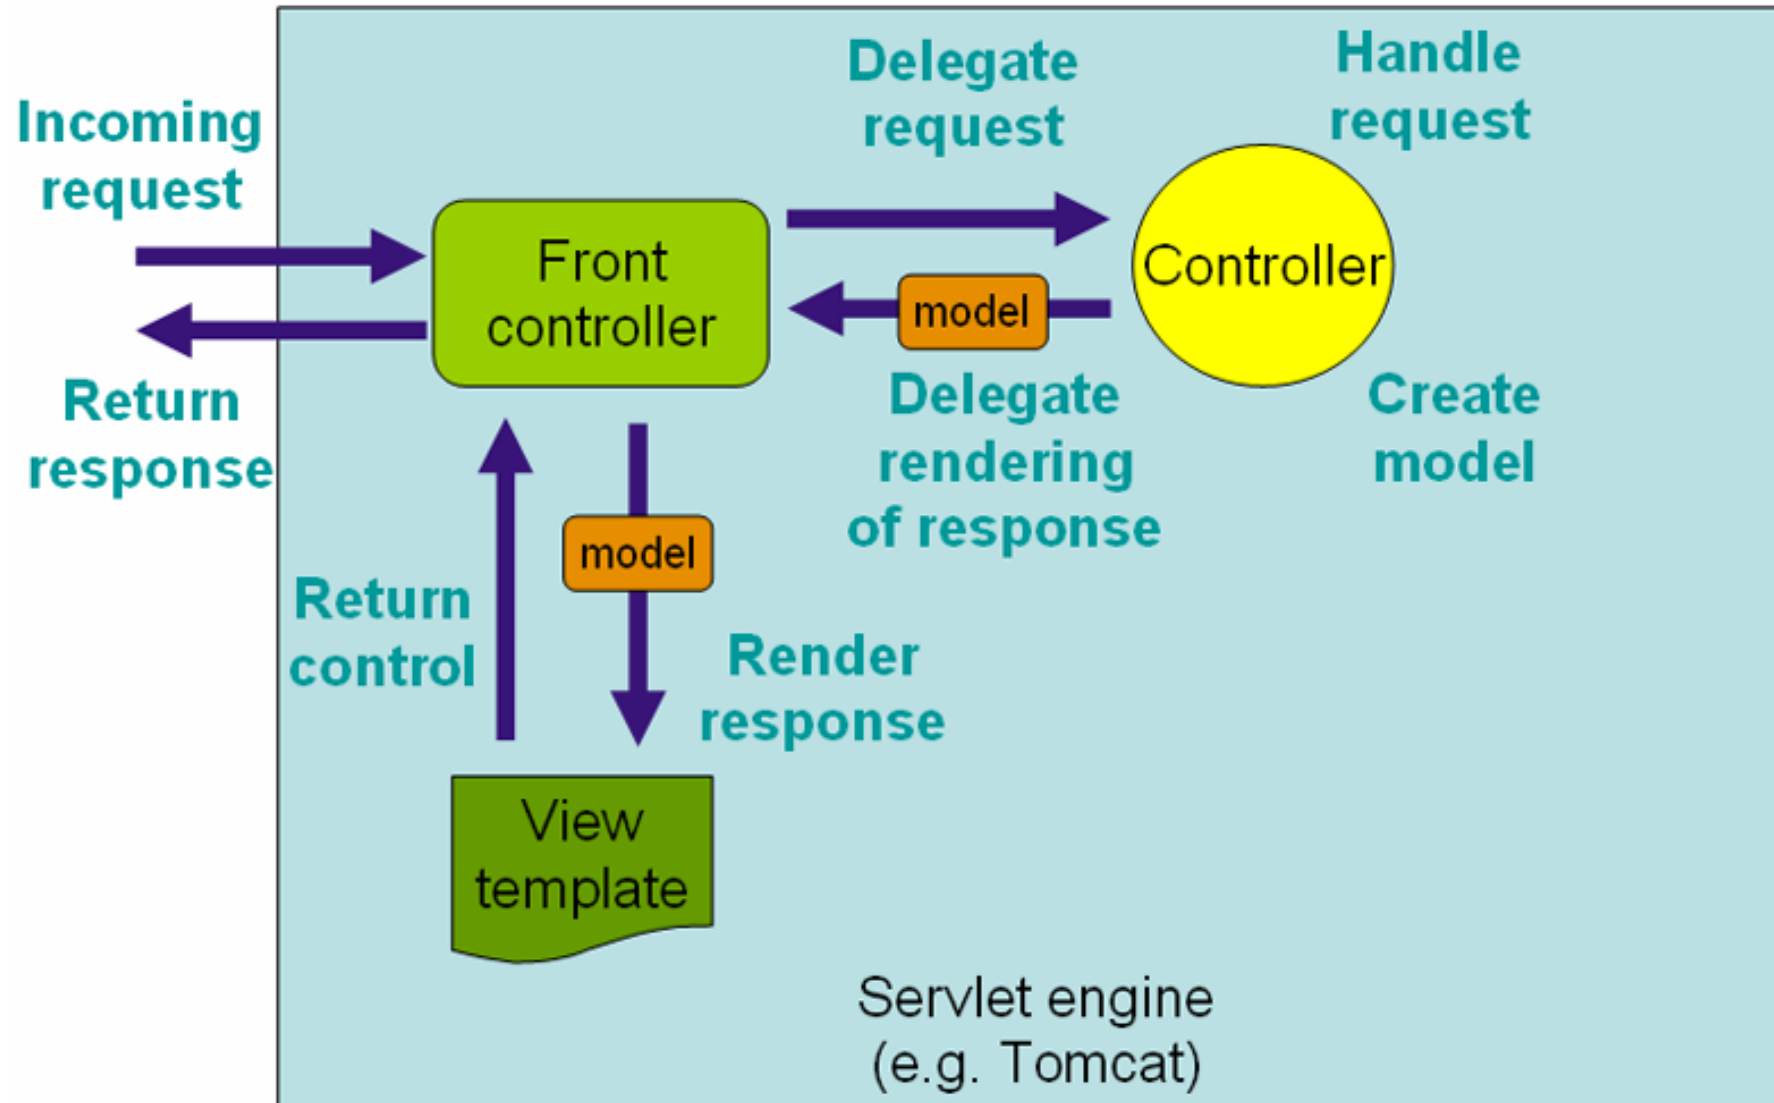 Incoming
request
Return
response
Delegate
request
Handle
request
Front
controller
Controller
model
Delegate
rendering
of response
Create
model
Return
control
model
Render
response
View
template
Servlet engine
(e.g. Tomcat)